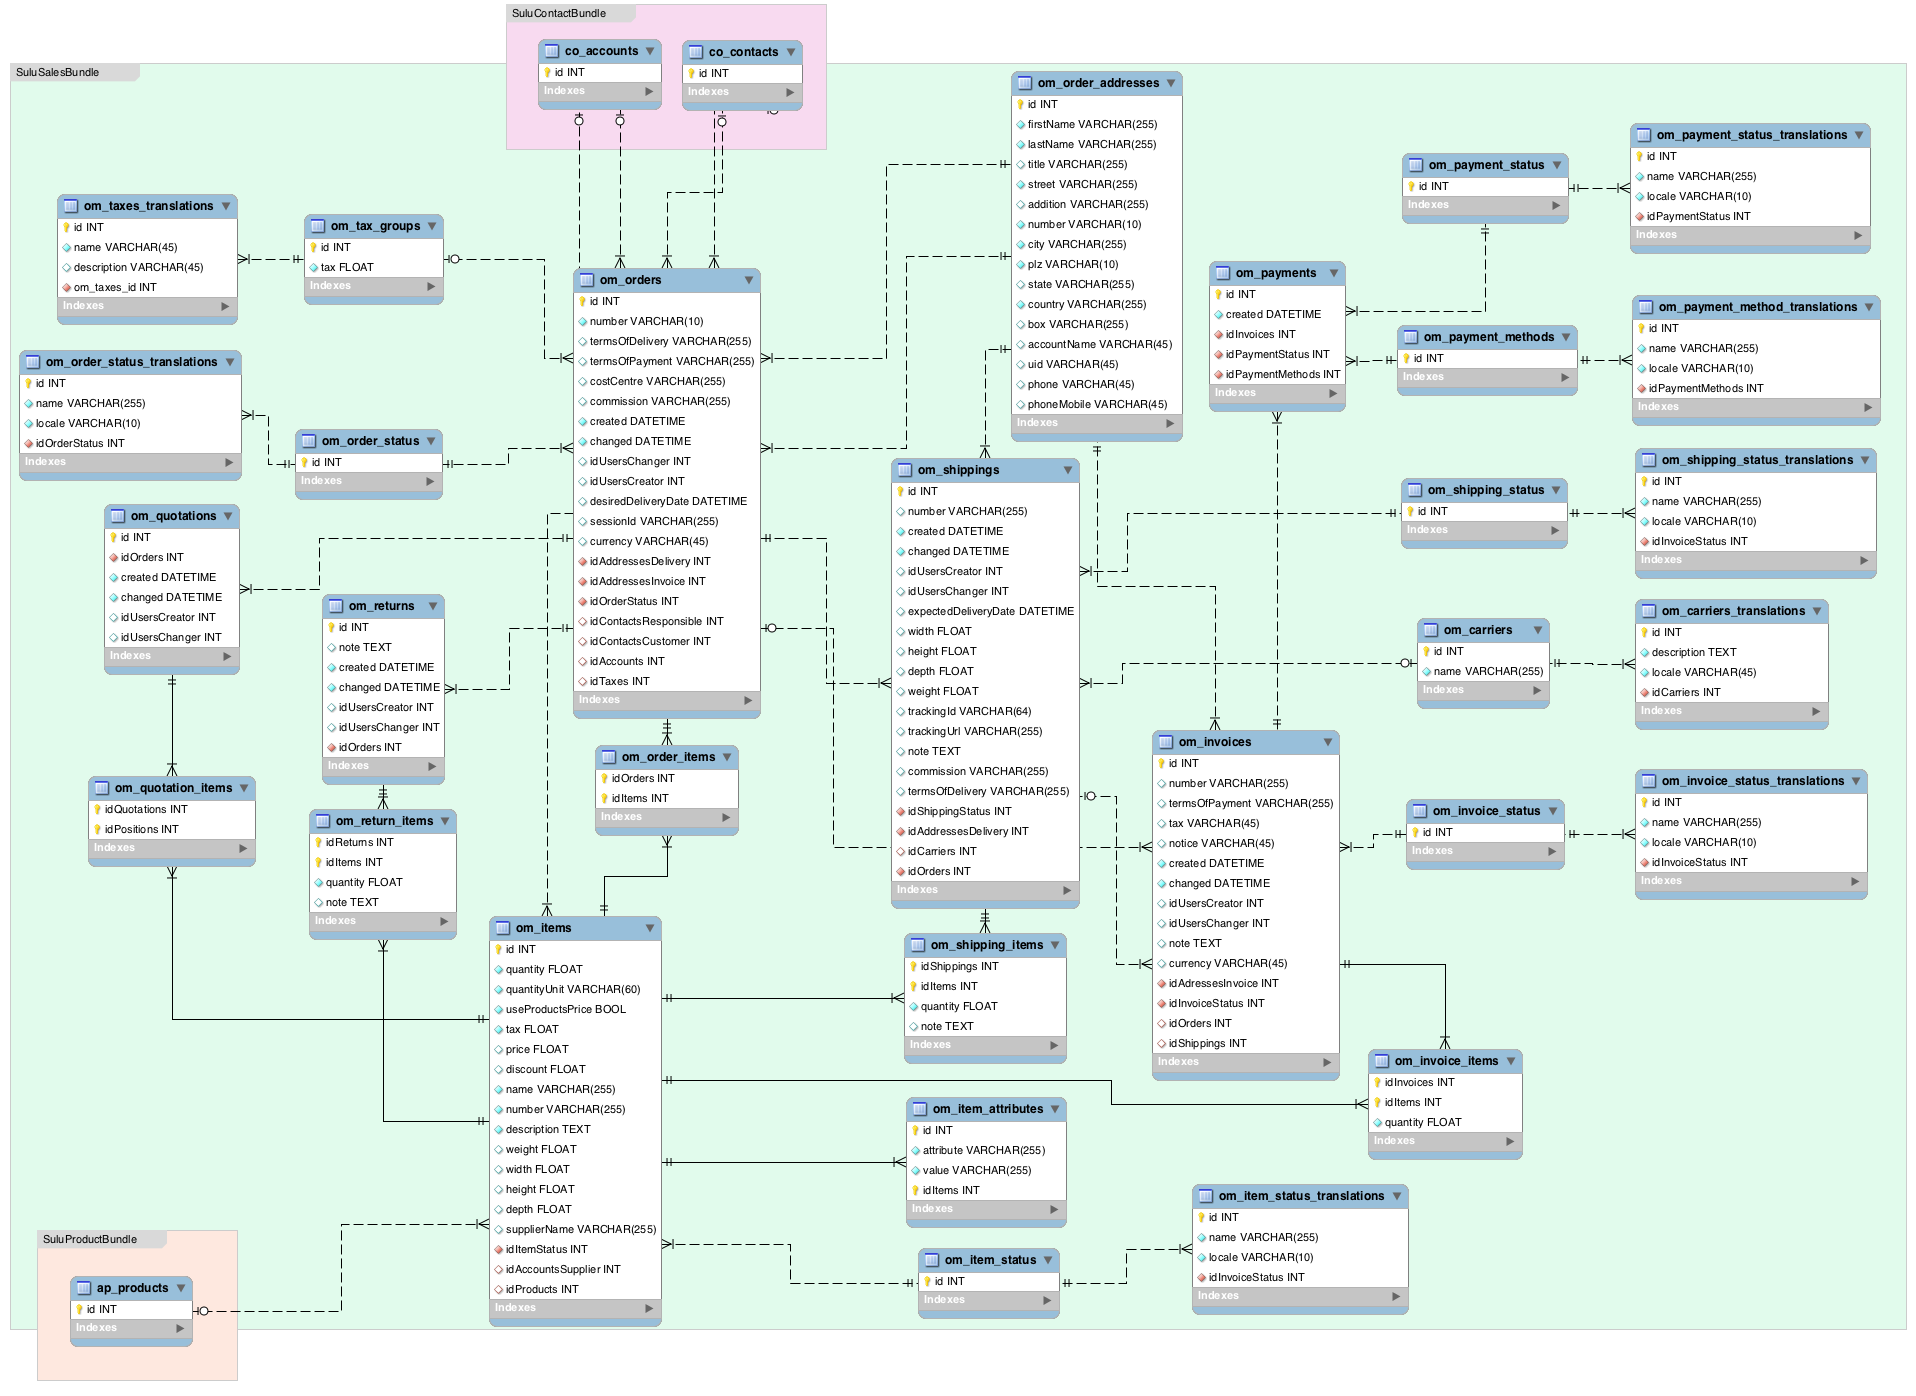 SuluContactBundle
co_accounts
id INT
Indexes
co_contacts
id INT
Indexes
SuluSalesBundle
om_order_addresses
id INT
firstName VARCHAR(255)
lastName VARCHAR(255)
title VARCHAR(255)
street VARCHAR(255)
addition VARCHAR(255)
number VARCHAR(10)
city VARCHAR(255)
plz VARCHAR(10)
state VARCHAR(255)
country VARCHAR(255)
box VARCHAR(255)
accountName VARCHAR(45)
uid VARCHAR(45)
phone VARCHAR(45)
phoneMobile VARCHAR(45)
Indexes
om_payment_status
id INT
Indexes
om_payment_status_translations
id INT
name VARCHAR(255)
locale VARCHAR(10)
idPaymentStatus INT
Indexes
om_taxes_translations
id INT
name VARCHAR(45)
description VARCHAR(45)
om_taxes_id INT
Indexes
om_tax_groups
id INT
tax FLOAT
Indexes
om_orders
id INT
number VARCHAR(10)
termsOfDelivery VARCHAR(255)
termsOfPayment VARCHAR(255)
costCentre VARCHAR(255)
commission VARCHAR(255)
created DATETIME
changed DATETIME
idUsersChanger INT
idUsersCreator INT
desiredDeliveryDate DATETIME
sessionId VARCHAR(255)
currency VARCHAR(45)
idAddressesDelivery INT
idAddressesInvoice INT
idOrderStatus INT
idContactsResponsible INT
idContactsCustomer INT
idAccounts INT
idTaxes INT
Indexes
om_payments
id INT
created DATETIME
idInvoices INT
idPaymentStatus INT
idPaymentMethods INT
Indexes
om_payment_methods
id INT
Indexes
om_payment_method_translations
id INT
name VARCHAR(255)
locale VARCHAR(10)
idPaymentMethods INT
Indexes
om_order_status_translations
id INT
name VARCHAR(255)
locale VARCHAR(10)
idOrderStatus INT
Indexes
om_order_status
id INT
Indexes
om_shippings
id INT
number VARCHAR(255)
created DATETIME
changed DATETIME
idUsersCreator INT
idUsersChanger INT
expectedDeliveryDate DATETIME
width FLOAT
height FLOAT
depth FLOAT
weight FLOAT
trackingId VARCHAR(64)
trackingUrl VARCHAR(255)
note TEXT
commission VARCHAR(255)
termsOfDelivery VARCHAR(255)
idShippingStatus INT
idAddressesDelivery INT
idCarriers INT
idOrders INT
Indexes
om_shipping_status
id INT
Indexes
om_shipping_status_translations
id INT
name VARCHAR(255)
locale VARCHAR(10)
idInvoiceStatus INT
Indexes
om_quotations
id INT
idOrders INT
created DATETIME
changed DATETIME
idUsersCreator INT
idUsersChanger INT
Indexes
om_returns
id INT
note TEXT
created DATETIME
changed DATETIME
idUsersCreator INT
idUsersChanger INT
idOrders INT
Indexes
om_carriers
id INT
name VARCHAR(255)
Indexes
om_carriers_translations
id INT
description TEXT
locale VARCHAR(45)
idCarriers INT
Indexes
om_invoices
id INT
number VARCHAR(255)
termsOfPayment VARCHAR(255)
tax VARCHAR(45)
notice VARCHAR(45)
created DATETIME
changed DATETIME
idUsersCreator INT
idUsersChanger INT
note TEXT
currency VARCHAR(45)
idAdressesInvoice INT
idInvoiceStatus INT
idOrders INT
idShippings INT
Indexes
om_order_items
idOrders INT
idItems INT
Indexes
om_quotation_items
idQuotations INT
idPositions INT
Indexes
om_return_items
idReturns INT
idItems INT
quantity FLOAT
note TEXT
Indexes
om_invoice_status
id INT
Indexes
om_invoice_status_translations
id INT
name VARCHAR(255)
locale VARCHAR(10)
idInvoiceStatus INT
Indexes
om_items
id INT
quantity FLOAT
quantityUnit VARCHAR(60)
useProductsPrice BOOL
tax FLOAT
price FLOAT
discount FLOAT
name VARCHAR(255)
number VARCHAR(255)
description TEXT
weight FLOAT
width FLOAT
height FLOAT
depth FLOAT
supplierName VARCHAR(255)
idItemStatus INT
idAccountsSupplier INT
idProducts INT
Indexes
om_shipping_items
idShippings INT
idItems INT
quantity FLOAT
note TEXT
Indexes
om_invoice_items
idInvoices INT
idItems INT
quantity FLOAT
Indexes
om_item_attributes
id INT
attribute VARCHAR(255)
value VARCHAR(255)
idItems INT
Indexes
om_item_status
id INT
Indexes
om_item_status_translations
id INT
name VARCHAR(255)
locale VARCHAR(10)
idInvoiceStatus INT
Indexes
SuluProductBundle
ap_products
id INT
Indexes